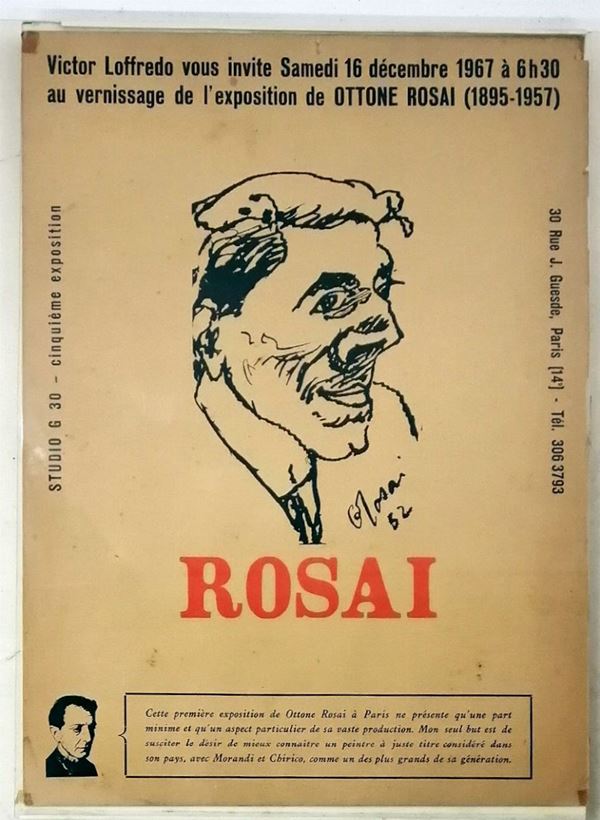 Victor Loffredo vous invite Samedi 16 décembre 1967 à 6h30
au vernissage de l'exposition de OTTONE ROSAI (1895-1957)
STUDIO G 30 - cinquième exposition
30 Rue J. Guesde, Paris (14e) - Tél. 306 3793
O Rosai
52
ROSAI
Cette première exposition de Ottone Rosai à Paris ne présente qu'une part
minime et qu'un aspect particulier de sa vaste production. Mon seul but est de
susciter le désir de mieux connaitre un peintre à juste titre considéré dans
son pays, avec Morandi et Chirico, comme un des plus grands de sa génération.